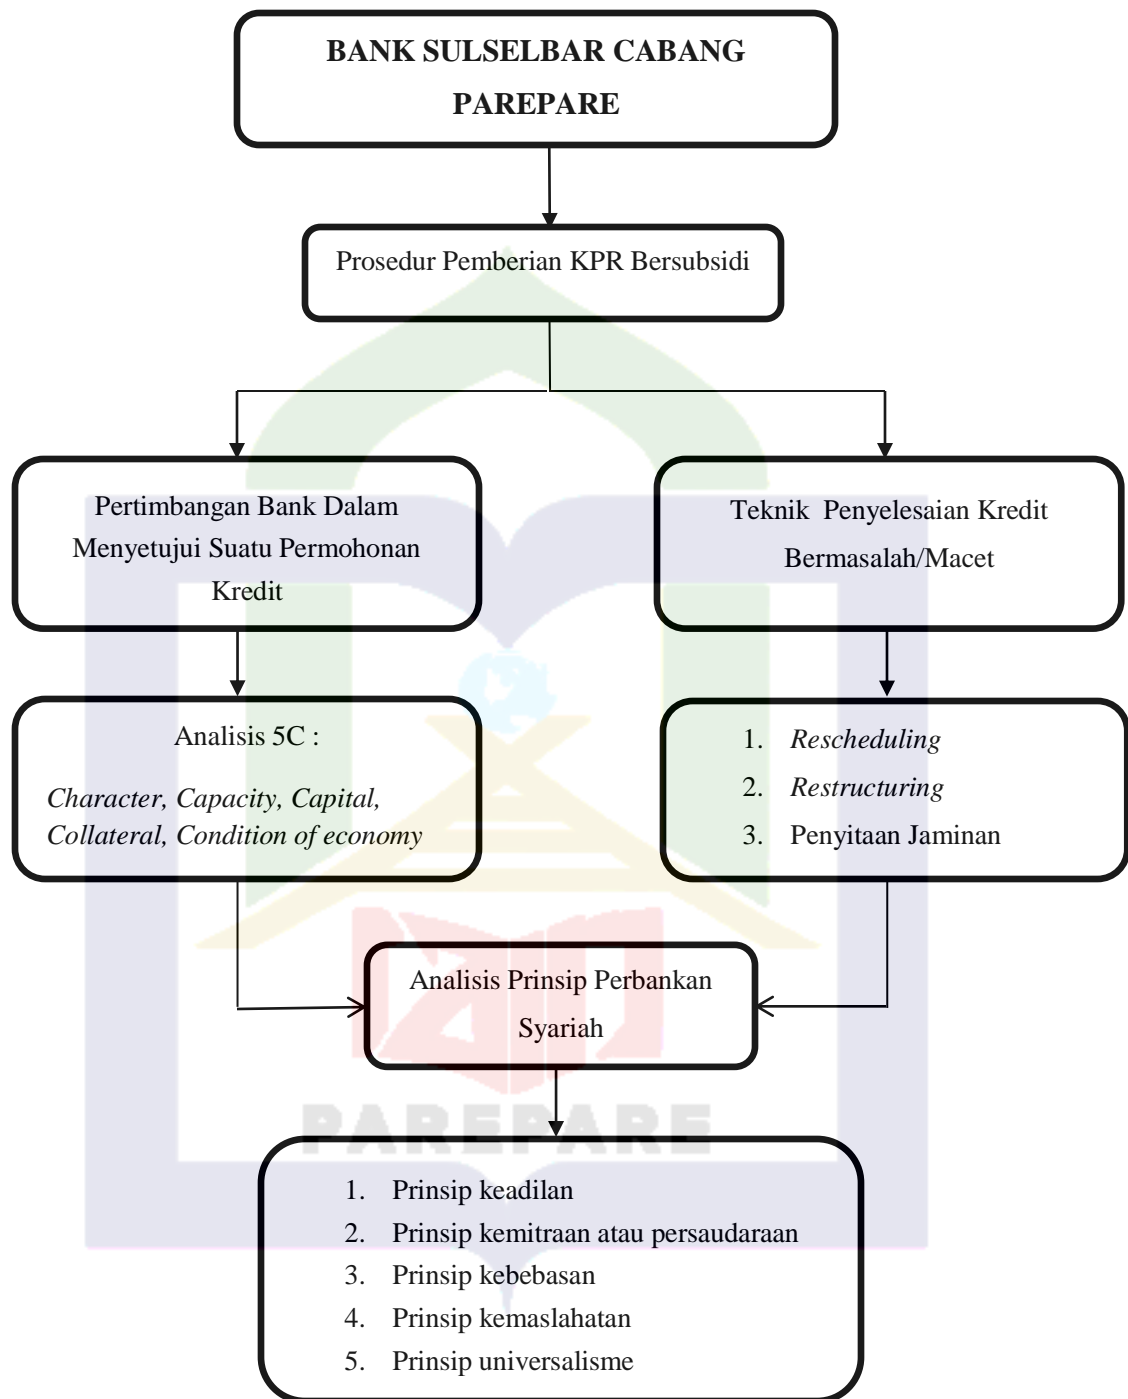 BANK SULSELBAR CABANG
PAREPARE
Prosedur Pemberian KPR Bersubsidi
Pertimbangan Bank Dalam
Menyetujui Suatu Permohonan
Kredit
Teknik Penyelesaian Kredit
Bermasalah/Macet
Analisis 5C :
Character, Capacity, Capital,
Collateral, Condition of economy
1. Rescheduling
2. Restructuring
3. Penyitaan Jaminan
Analisis Prinsip Perbankan
Syariah
PAREPARE
1. Prinsip keadilan
2. Prinsip kemitraan atau persaudaraan
3. Prinsip kebebasan
4. Prinsip kemaslahatan
5. Prinsip universalisme